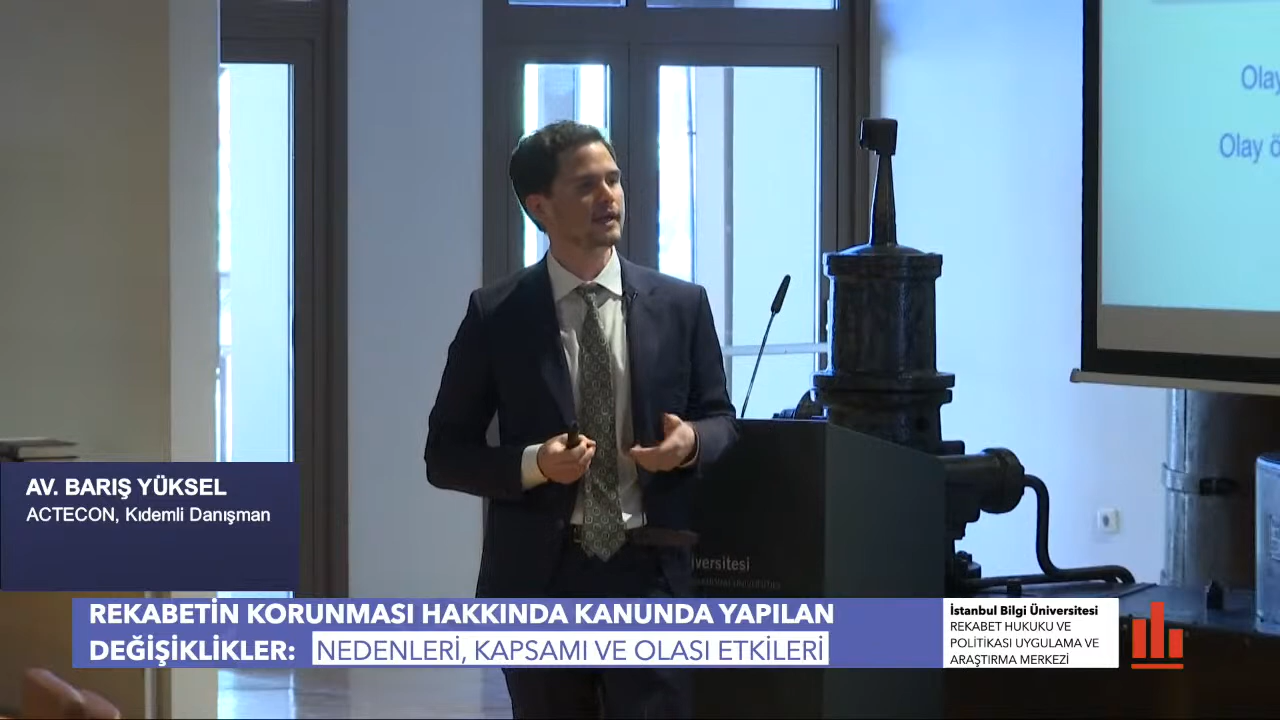 Olay
Olay ö
AV. BARIŞ YÜKSEL
ACTECON, Kıdemli Danışman
iversitesi
REKABETİN KORUNMASI HAKKINDA KANUNDA YAPILAN
DEĞİŞİKLİKLER: NEDENLERİ, KAPSAMI VE OLASI ETKİLERİ
İstanbul Bilgi Üniversitesi
REKABET HUKUKU VE
POLİTİKASI UYGULAMA VE
ARAŞTIRMA MERKEZİ